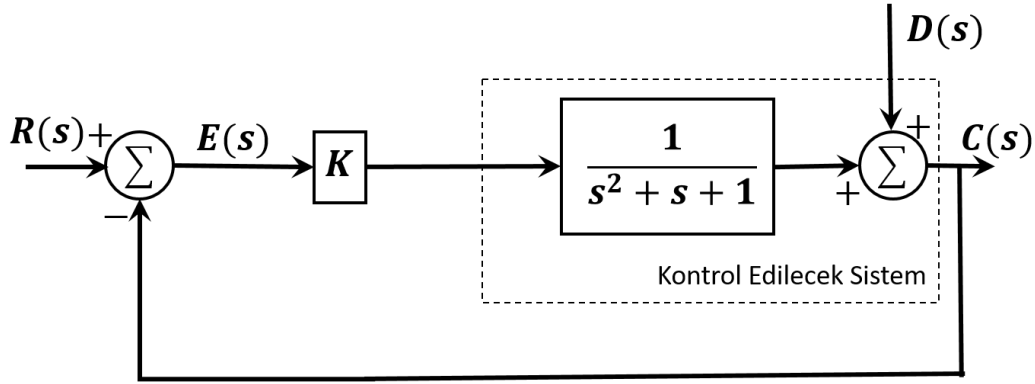 D(s)
R(s) + Σ E(s) K 1 / (s² + s + 1) + Σ + C(s)
−
Kontrol Edilecek Sistem